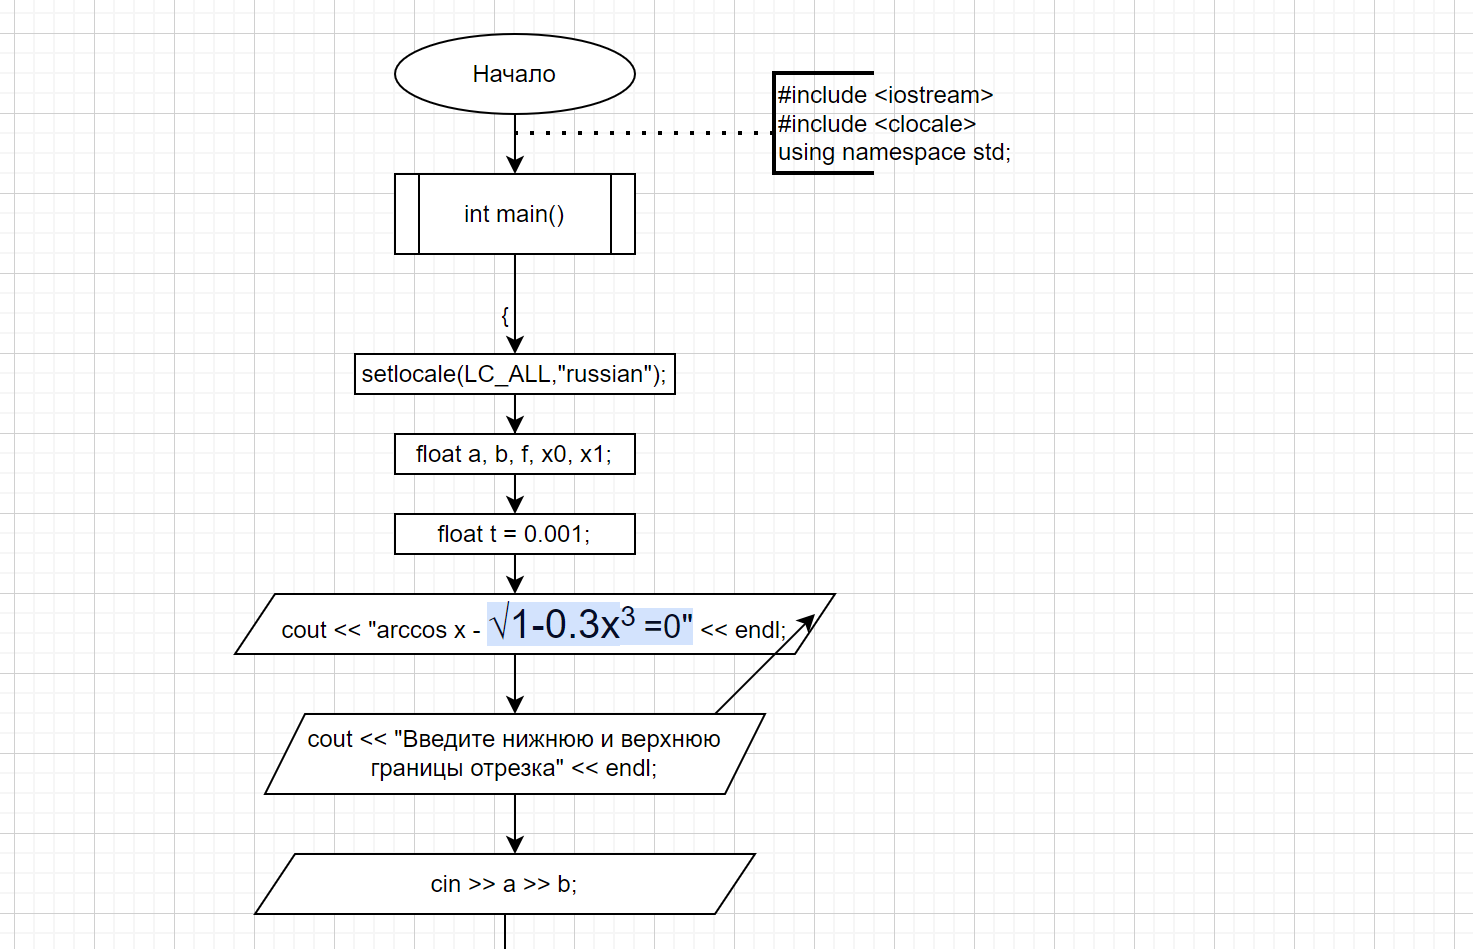 Начало
#include <iostream>
#include <clocale>
using namespace std;
int main()
{
setlocale(LC_ALL,"russian");
float a, b, f, x0, x1;
float t = 0.001;
cout << "arccos x - √1-0.3x³ =0" << endl;
cout << "Введите нижнюю и верхнюю
границы отрезка" << endl;
cin >> a >> b;